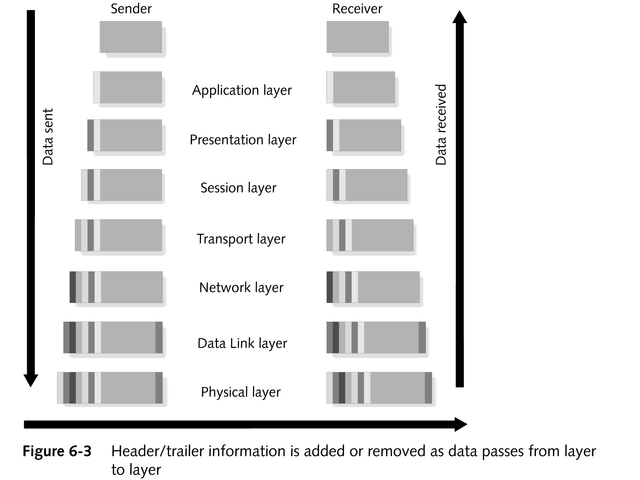 Sender
Receiver
Data sent
Data received
Application layer
Presentation layer
Session layer
Transport layer
Network layer
Data Link layer
Physical layer
Figure 6-3 Header/trailer information is added or removed as data passes from layer
to layer